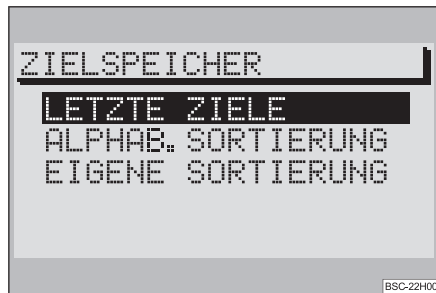 ZIELSPEICHER
LETZTE ZIELE
ALPHAB. SORTIERUNG
EIGENE SORTIERUNG
BSC-22H00